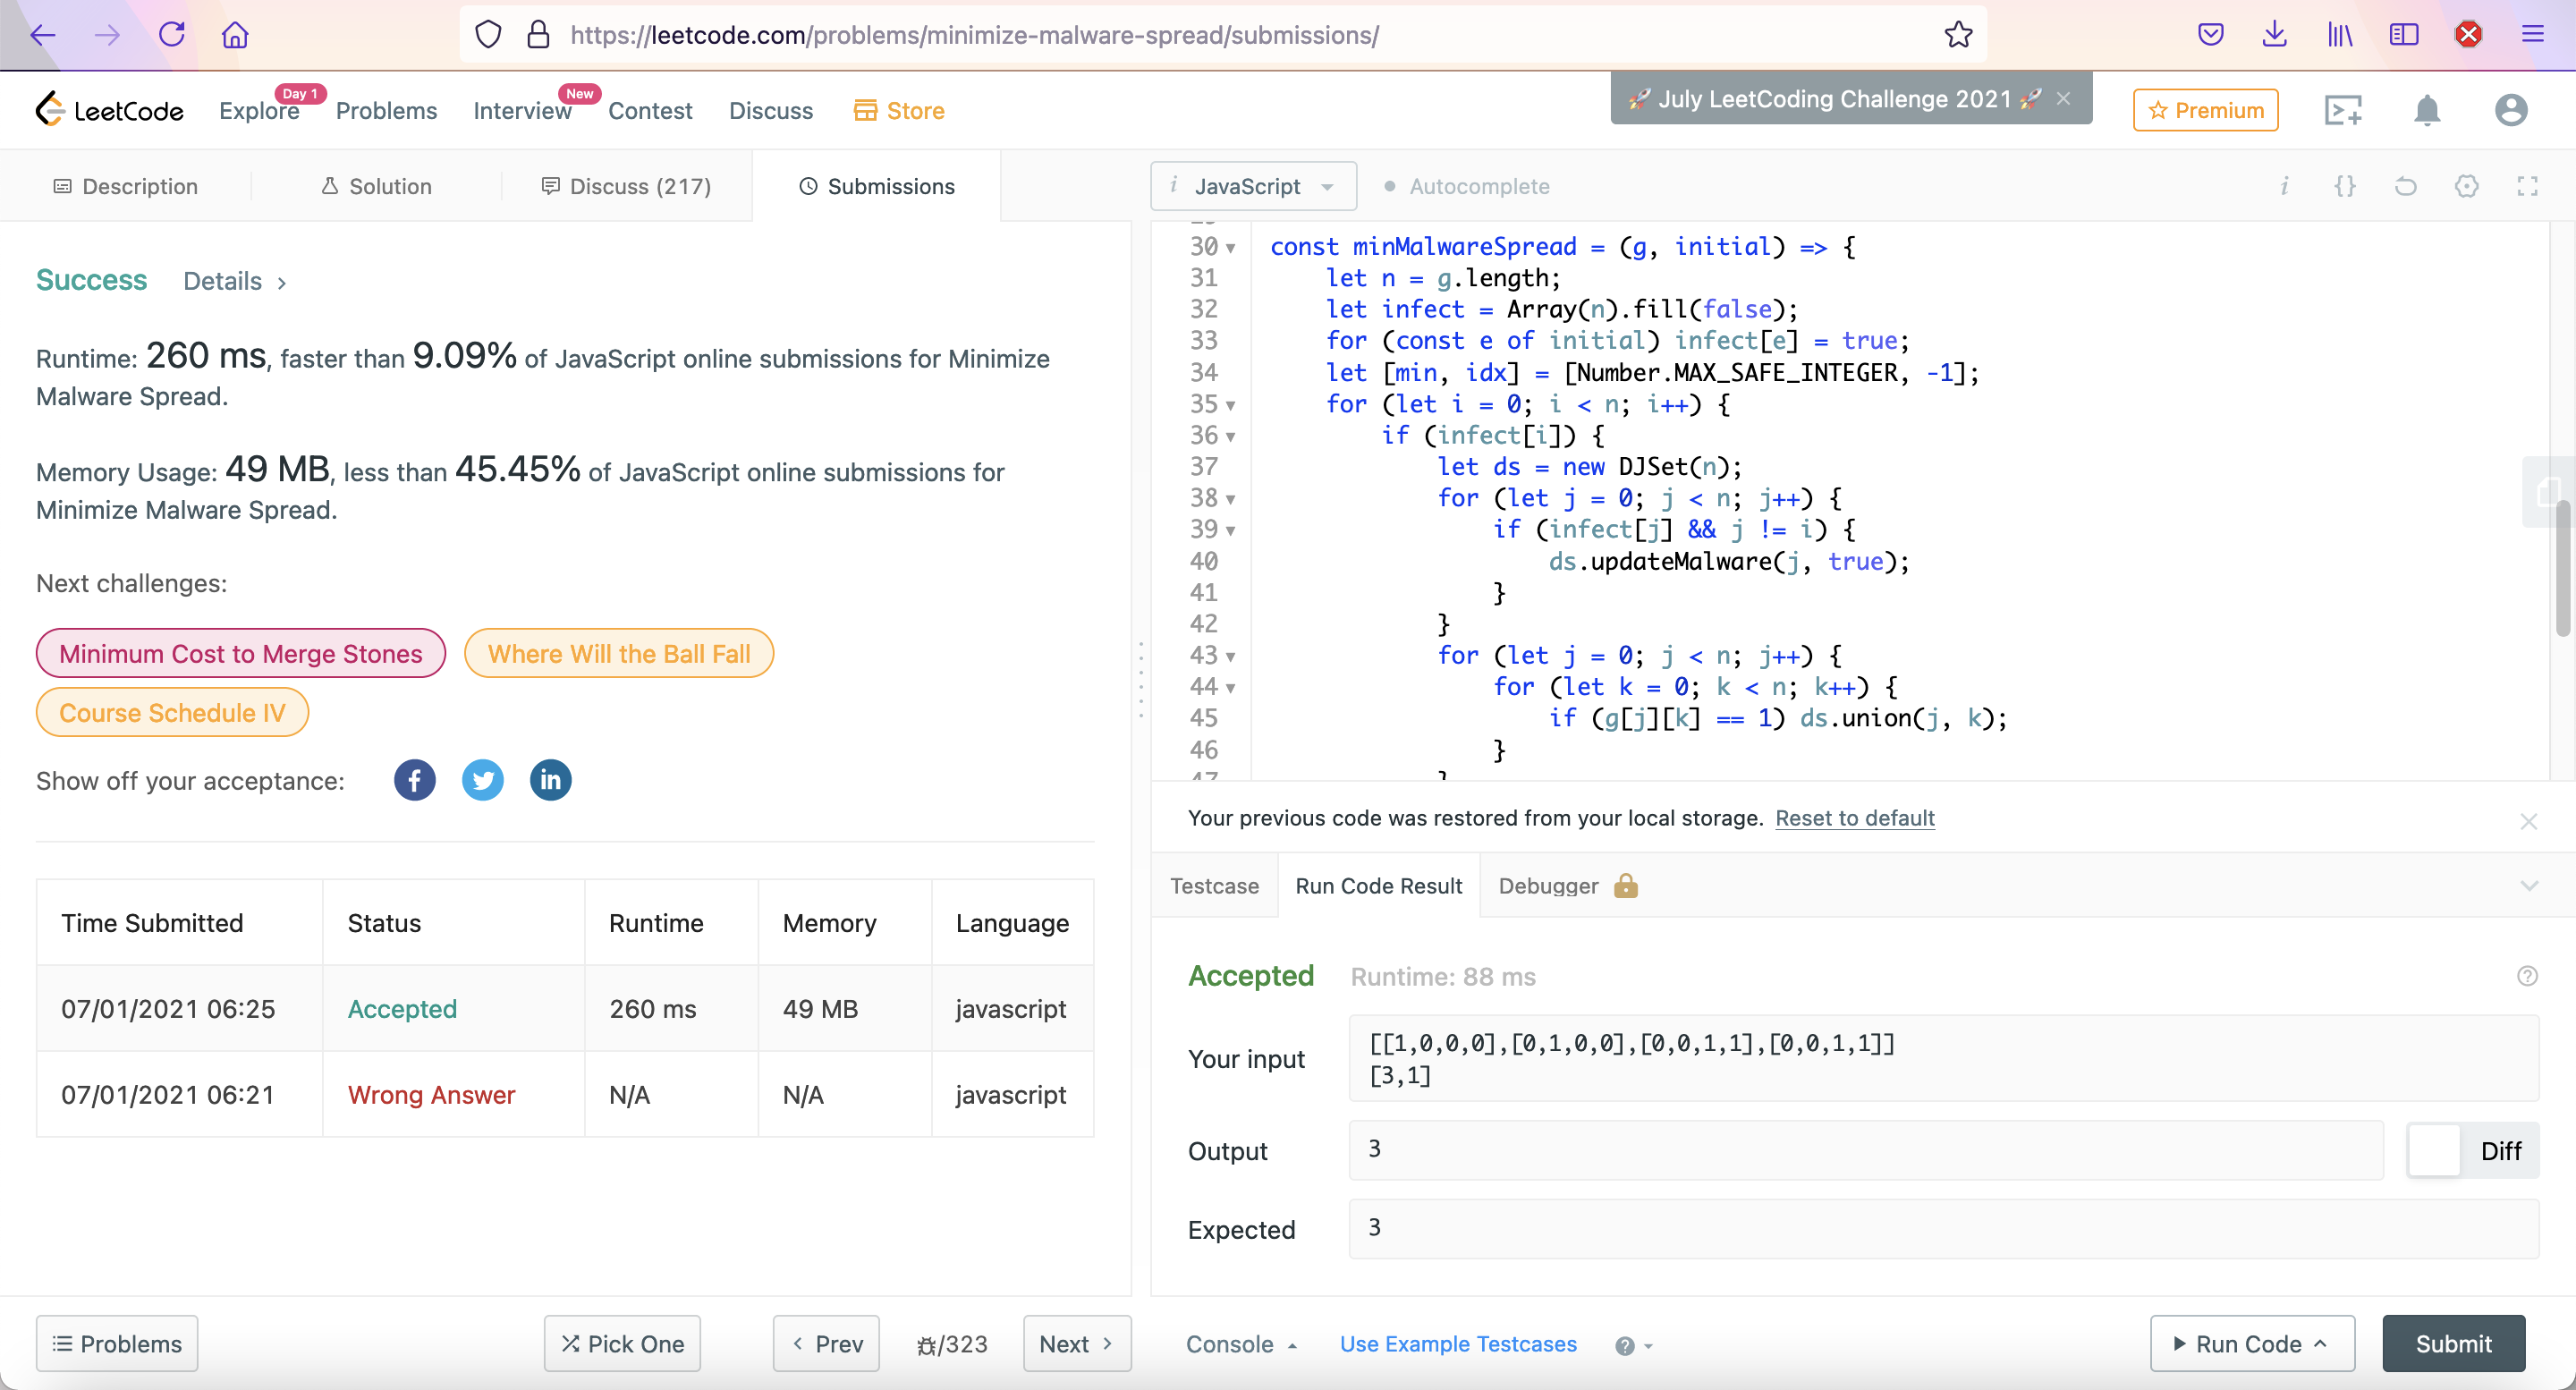 https://leetcode.com/problems/minimize-malware-spread/submissions/
LeetCode
Explore
Day 1
Problems
Interview
New
Contest
Discuss
Store
🚀 July LeetCoding Challenge 2021 🚀 ×
Premium
Description
Solution
Discuss (217)
Submissions
i JavaScript
Autocomplete
Success Details >
Runtime: 260 ms, faster than 9.09% of JavaScript online submissions for Minimize
Malware Spread.
Memory Usage: 49 MB, less than 45.45% of JavaScript online submissions for
Minimize Malware Spread.
Next challenges:
Minimum Cost to Merge Stones
Where Will the Ball Fall
Course Schedule IV
Show off your acceptance:
Time Submitted Status Runtime Memory Language
07/01/2021 06:25 Accepted 260 ms 49 MB javascript
07/01/2021 06:21 Wrong Answer N/A N/A javascript
30 const minMalwareSpread = (g, initial) => {
31 let n = g.length;
32 let infect = Array(n).fill(false);
33 for (const e of initial) infect[e] = true;
34 let [min, idx] = [Number.MAX_SAFE_INTEGER, -1];
35 for (let i = 0; i < n; i++) {
36 if (infect[i]) {
37 let ds = new DJSet(n);
38 for (let j = 0; j < n; j++) {
39 if (infect[j] && j != i) {
40 ds.updateMalware(j, true);
41 }
42 }
43 for (let j = 0; j < n; j++) {
44 for (let k = 0; k < n; k++) {
45 if (g[j][k] == 1) ds.union(j, k);
46 }
47 }
Your previous code was restored from your local storage. Reset to default
Testcase
Run Code Result
Debugger
Accepted Runtime: 88 ms
Your input
[[1,0,0,0],[0,1,0,0],[0,0,1,1],[0,0,1,1]]
[3,1]
Output
3
Diff
Expected
3
Problems
Pick One
< Prev
/323
Next >
Console
Use Example Testcases
Run Code
Submit